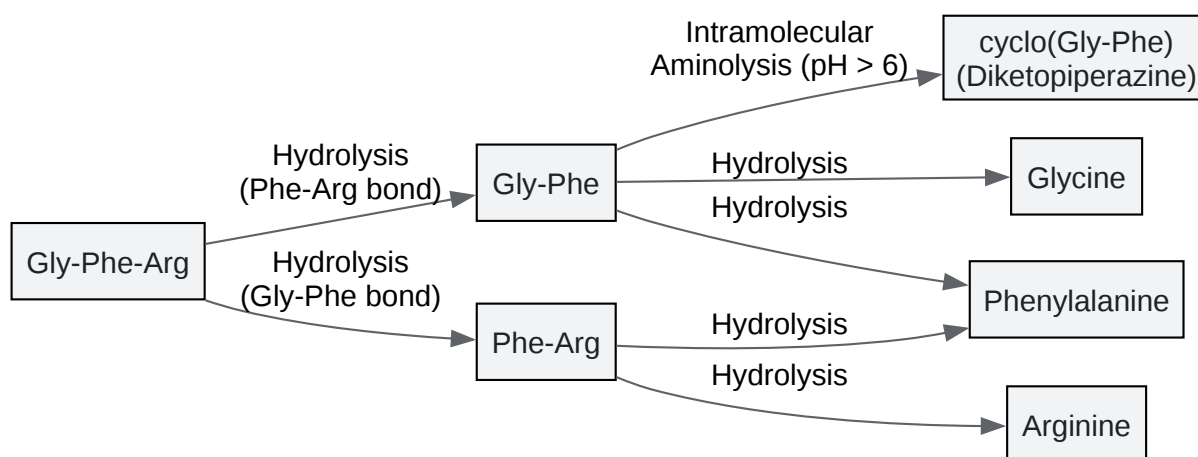 Gly-Phe-Arg
Hydrolysis
(Phe-Arg bond)
Hydrolysis
(Gly-Phe bond)
Gly-Phe
Phe-Arg
Intramolecular
Aminolysis (pH > 6)
Hydrolysis
Hydrolysis
Hydrolysis
Hydrolysis
cyclo(Gly-Phe)
(Diketopiperazine)
Glycine
Phenylalanine
Arginine